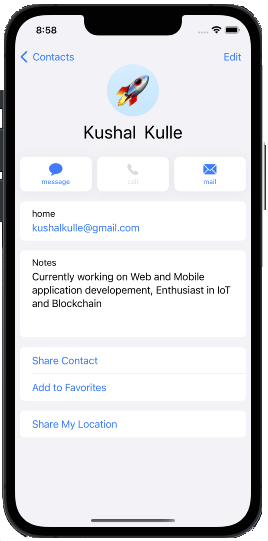 8:58
Contacts
Edit
Kushal Kulle
message
call
mail
home
kushalkulle@gmail.com
Notes
Currently working on Web and Mobile
application developement, Enthusiast in IoT
and Blockchain
Share Contact
Add to Favorites
Share My Location